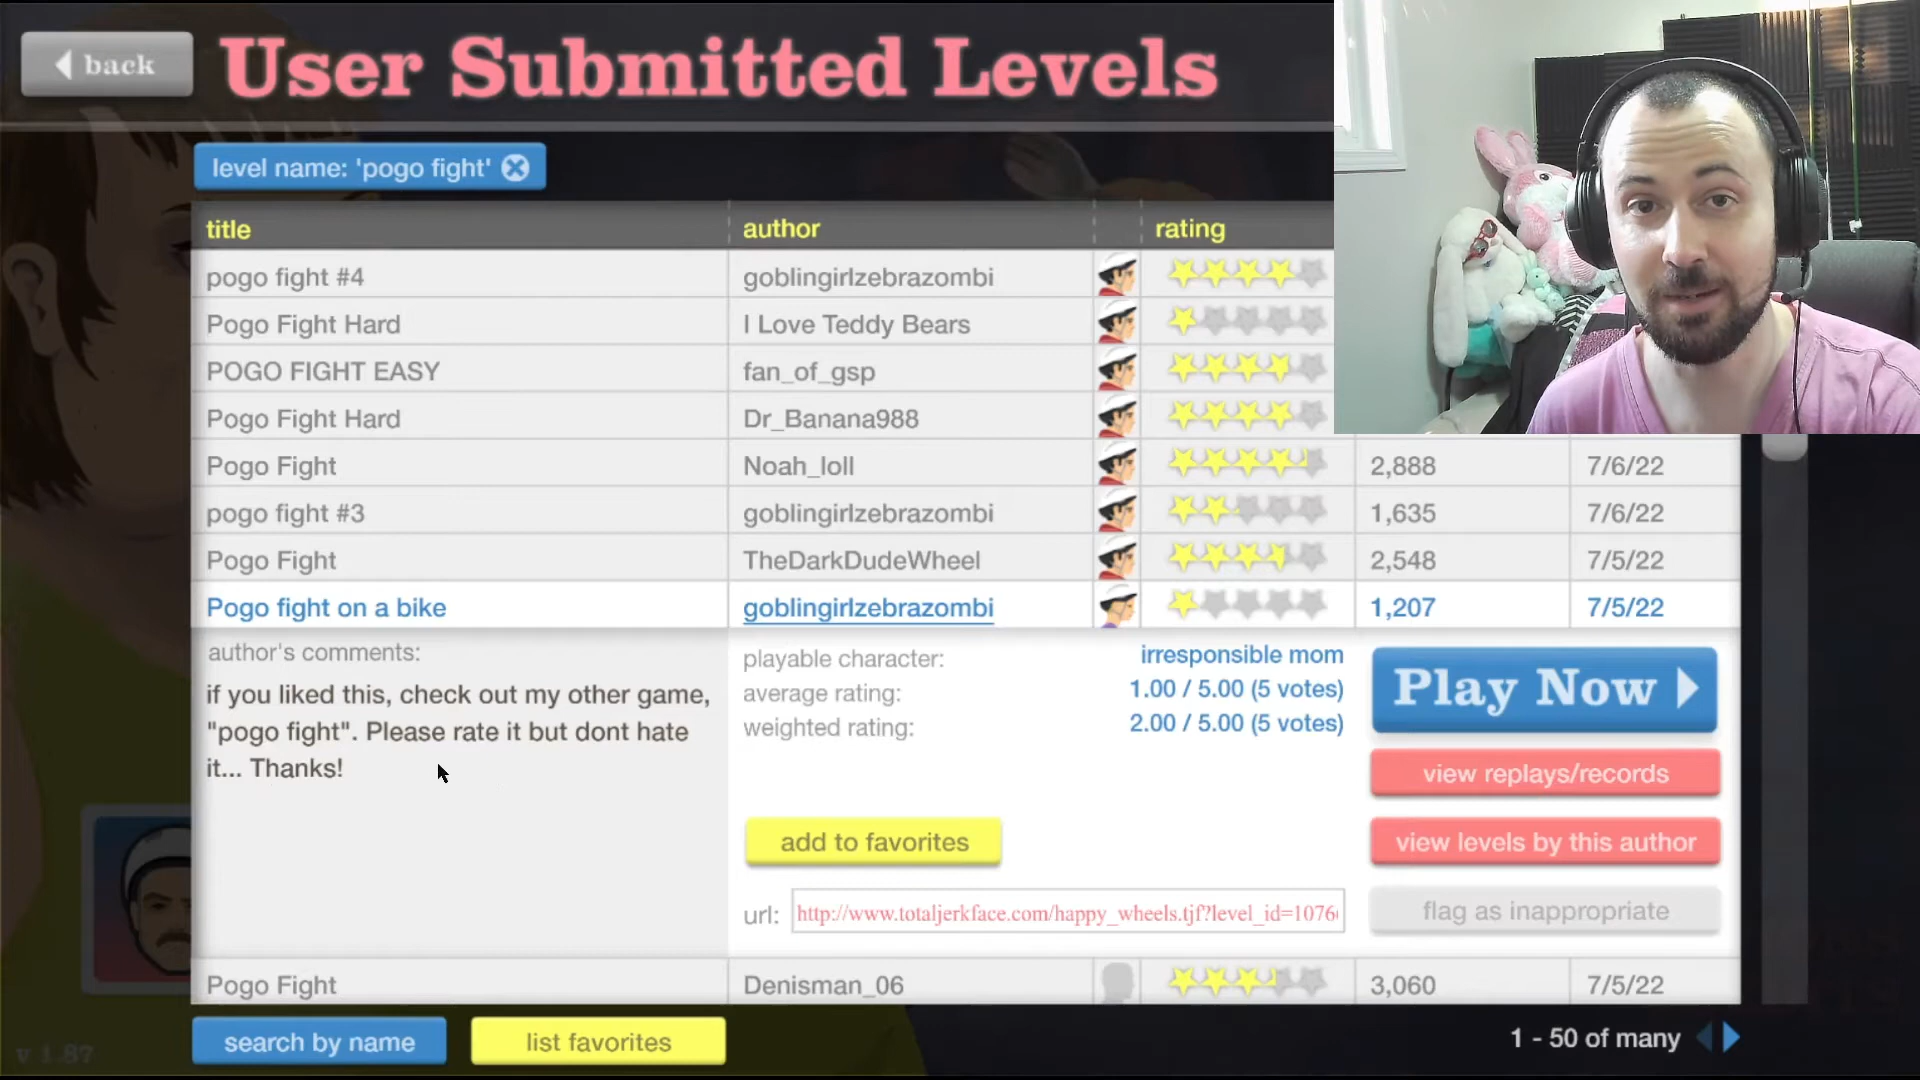 back
User Submitted Levels
level name: 'pogo fight'
title author rating
pogo fight #4 goblingirlzebrazombi
Pogo Fight Hard I Love Teddy Bears
POGO FIGHT EASY fan_of_gsp
Pogo Fight Hard Dr_Banana988
Pogo Fight Noah_loll 2,888 7/6/22
pogo fight #3 goblingirlzebrazombi 1,635 7/6/22
Pogo Fight TheDarkDudeWheel 2,548 7/5/22
Pogo fight on a bike goblingirlzebrazombi 1,207 7/5/22
author's comments:
if you liked this, check out my other game,
"pogo fight". Please rate it but dont hate
it... Thanks!
playable character: irresponsible mom
average rating: 1.00 / 5.00 (5 votes)
weighted rating: 2.00 / 5.00 (5 votes)
Play Now
view replays/records
add to favorites
view levels by this author
url: http://www.totaljerkface.com/happy_wheels.tjf?level_id=1076
flag as inappropriate
Pogo Fight Denisman_06 3,060 7/5/22
search by name
list favorites
1 - 50 of many
v 1.87